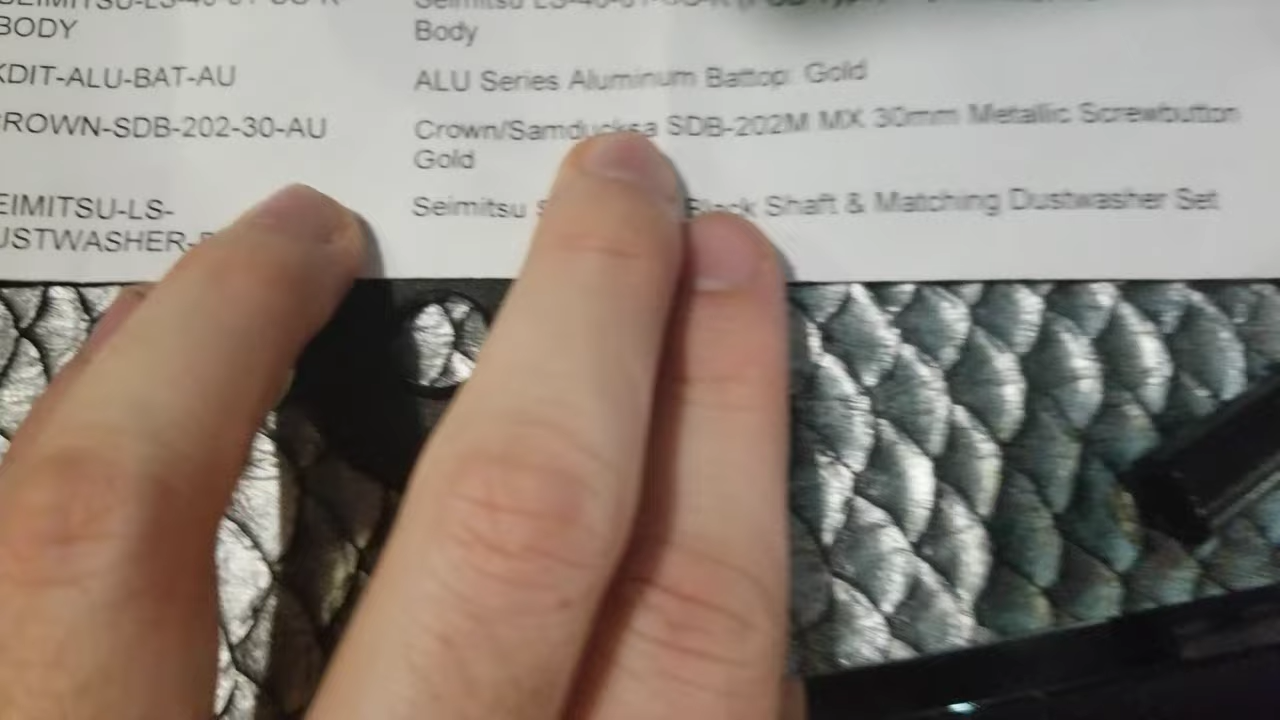 BODY
Body
KDIT-ALU-BAT-AU
ALU Series Aluminum Battop: Gold
ROWN-SDB-202-30-AU
Crown/Samducksa SDB-202M MX 30mm Metallic Screwbutton
Gold
EIMITSU-LS-
USTWASHER-
Seimitsu Black Shaft & Matching Dustwasher Set